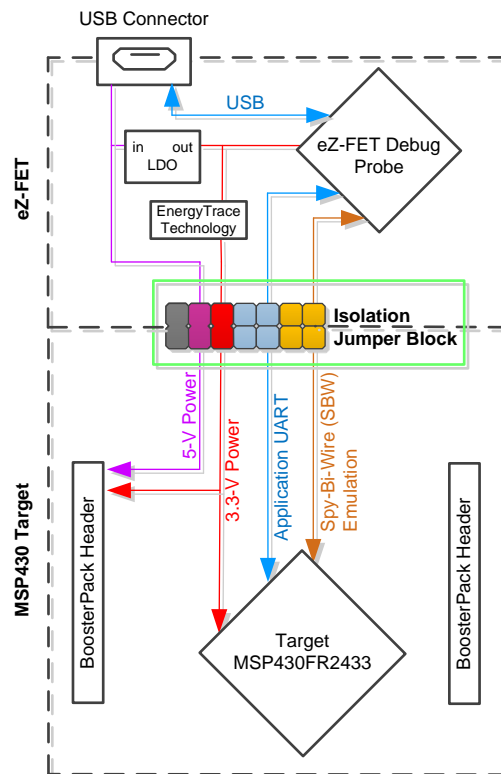 USB Connector
USB
eZ-FET Debug
Probe
in out
LDO
EnergyTrace
Technology
eZ-FET
Isolation
Jumper Block
5-V Power
3.3-V Power
Application UART
Spy-Bi-Wire (SBW)
Emulation
MSP430 Target
BoosterPack Header
BoosterPack Header
Target
MSP430FR2433